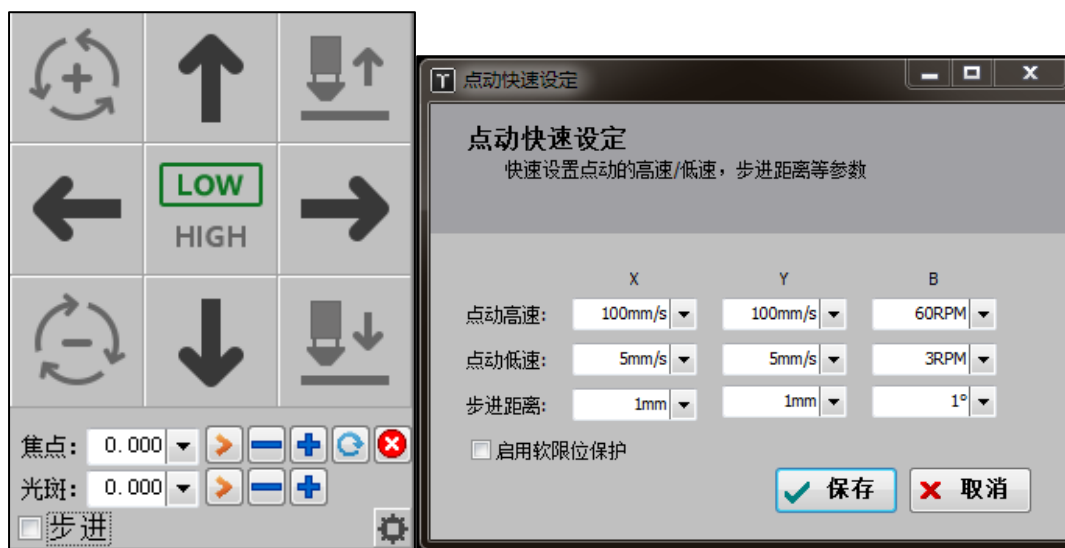 LOW
HIGH
焦点: 0.000
光斑: 0.000
步进
点动快速设定
点动快速设定
快速设置点动的高速/低速，步进距离等参数
X Y B
点动高速: 100mm/s 100mm/s 60RPM
点动低速: 5mm/s 5mm/s 3RPM
步进距离: 1mm 1mm 1°
启用软限位保护
保存 取消